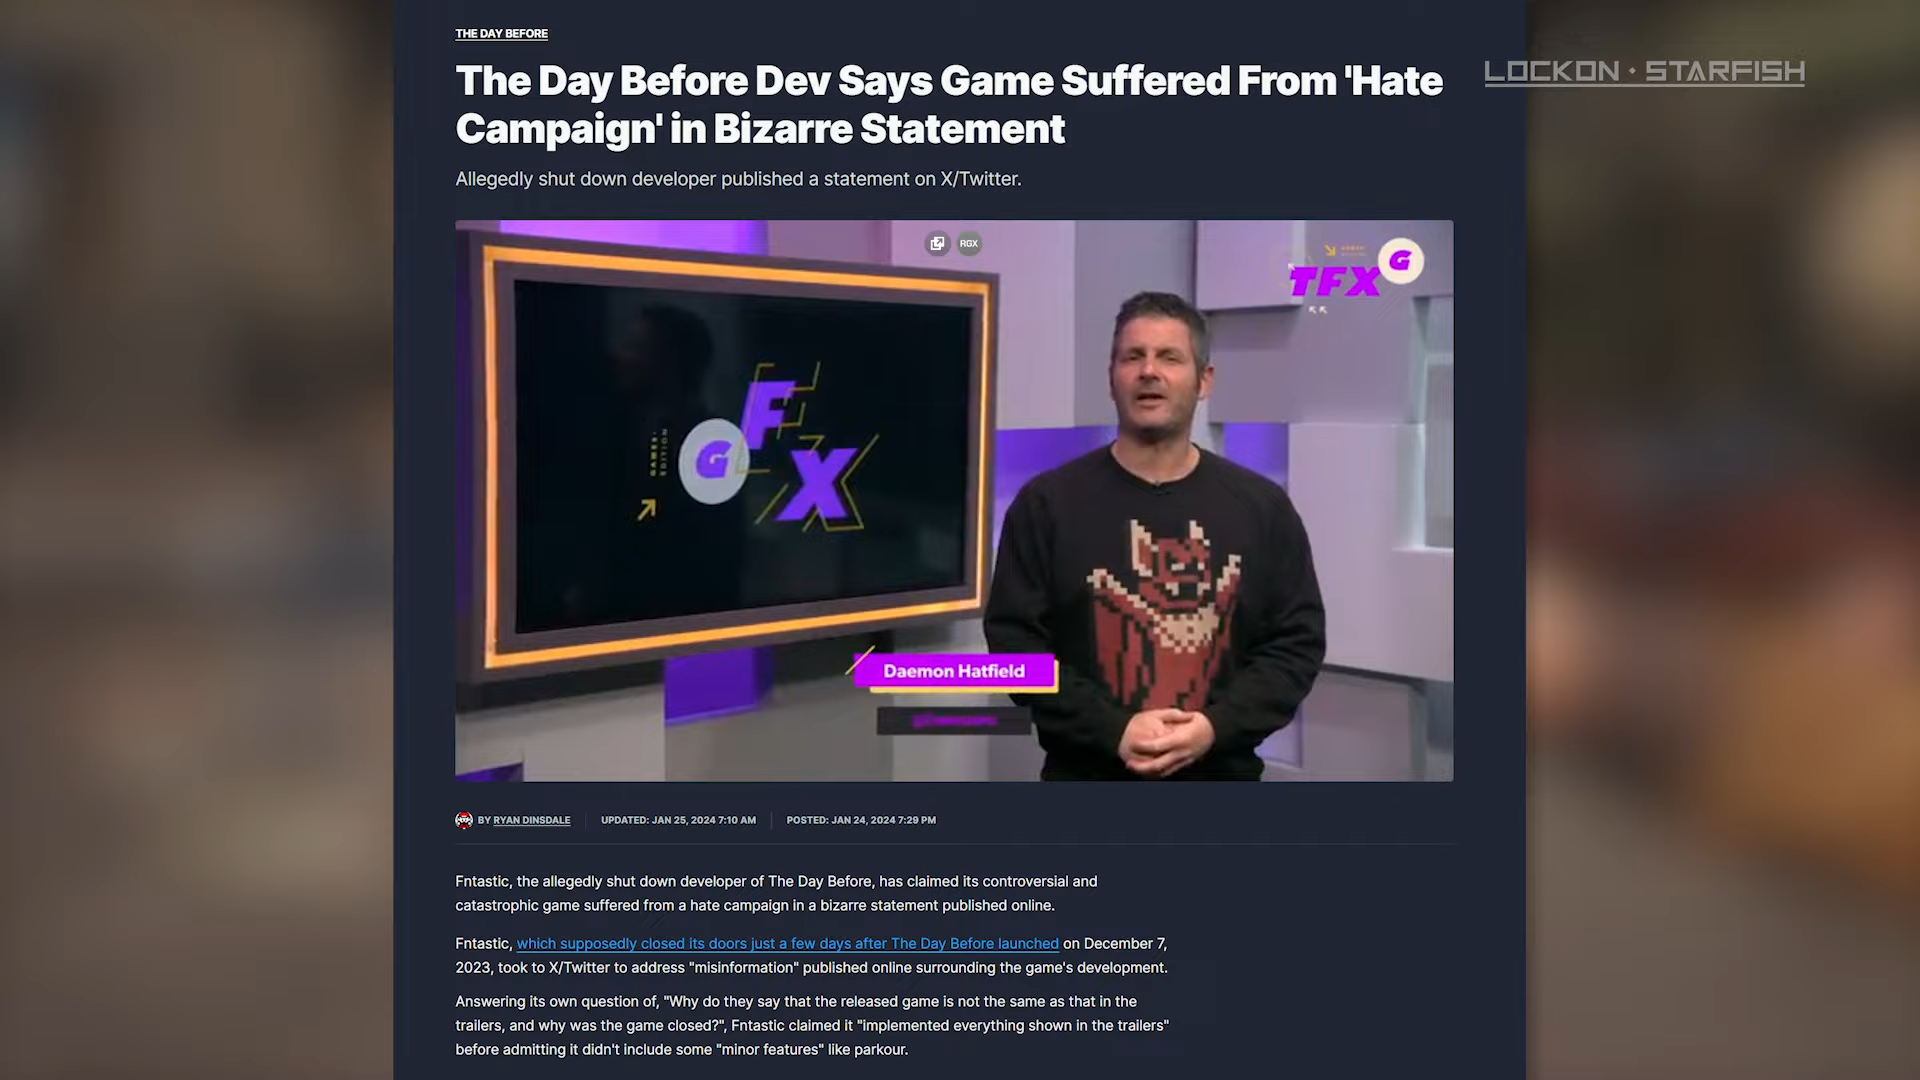 THE DAY BEFORE
The Day Before Dev Says Game Suffered From 'Hate
Campaign' in Bizarre Statement
LOCKON · STARFISH
Allegedly shut down developer published a statement on X/Twitter.
RGX
G
TFX
F
G
X
GAMES
EDITION
Daemon Hatfield
BY RYAN DINSDALE
UPDATED: JAN 25, 2024 7:10 AM
POSTED: JAN 24, 2024 7:29 PM
Fntastic, the allegedly shut down developer of The Day Before, has claimed its controversial and
catastrophic game suffered from a hate campaign in a bizarre statement published online.
Fntastic, which supposedly closed its doors just a few days after The Day Before launched on December 7,
2023, took to X/Twitter to address "misinformation" published online surrounding the game's development.
Answering its own question of, "Why do they say that the released game is not the same as that in the
trailers, and why was the game closed?", Fntastic claimed it "implemented everything shown in the trailers"
before admitting it didn't include some "minor features" like parkour.